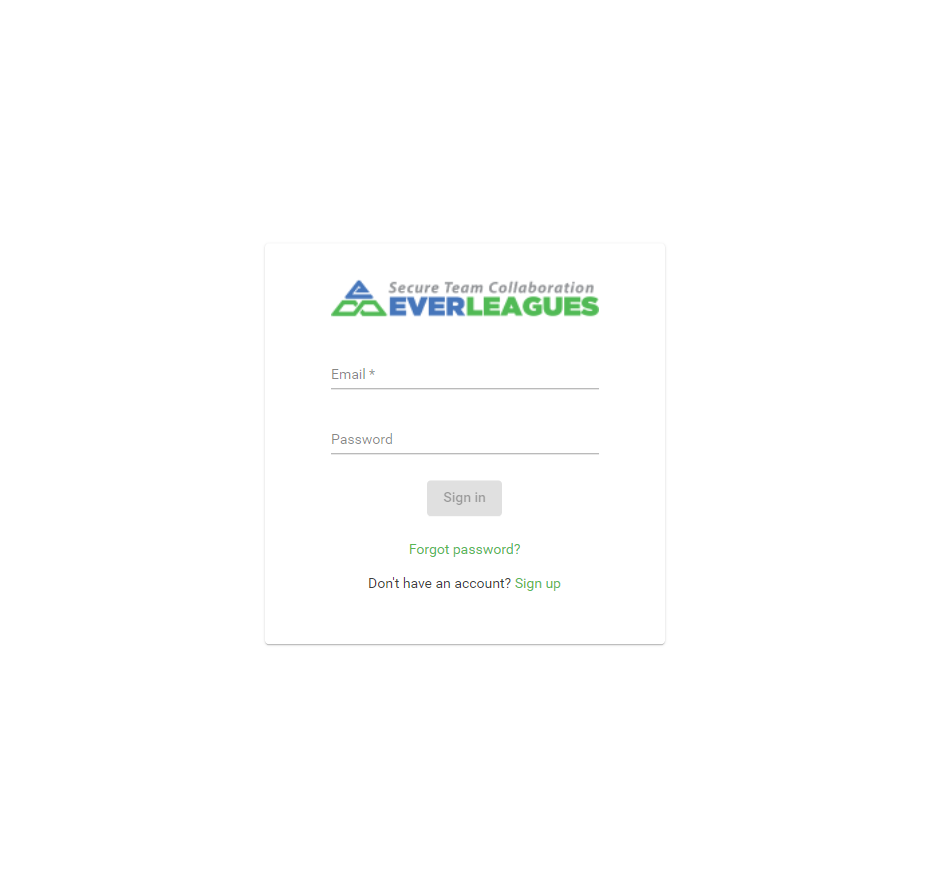 Secure Team Collaboration
EVERLEAGUES
Email *
Password
Sign in
Forgot password?
Don't have an account? Sign up